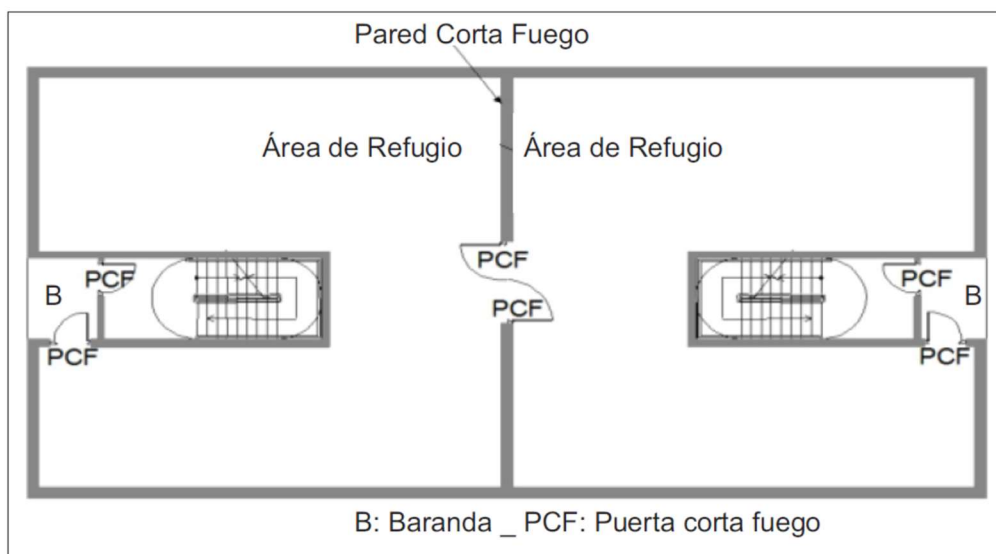 Pared Corta Fuego
Área de Refugio
Área de Refugio
PCF
PCF
PCF
PCF
B
B
PCF
PCF
B: Baranda _ PCF: Puerta corta fuego